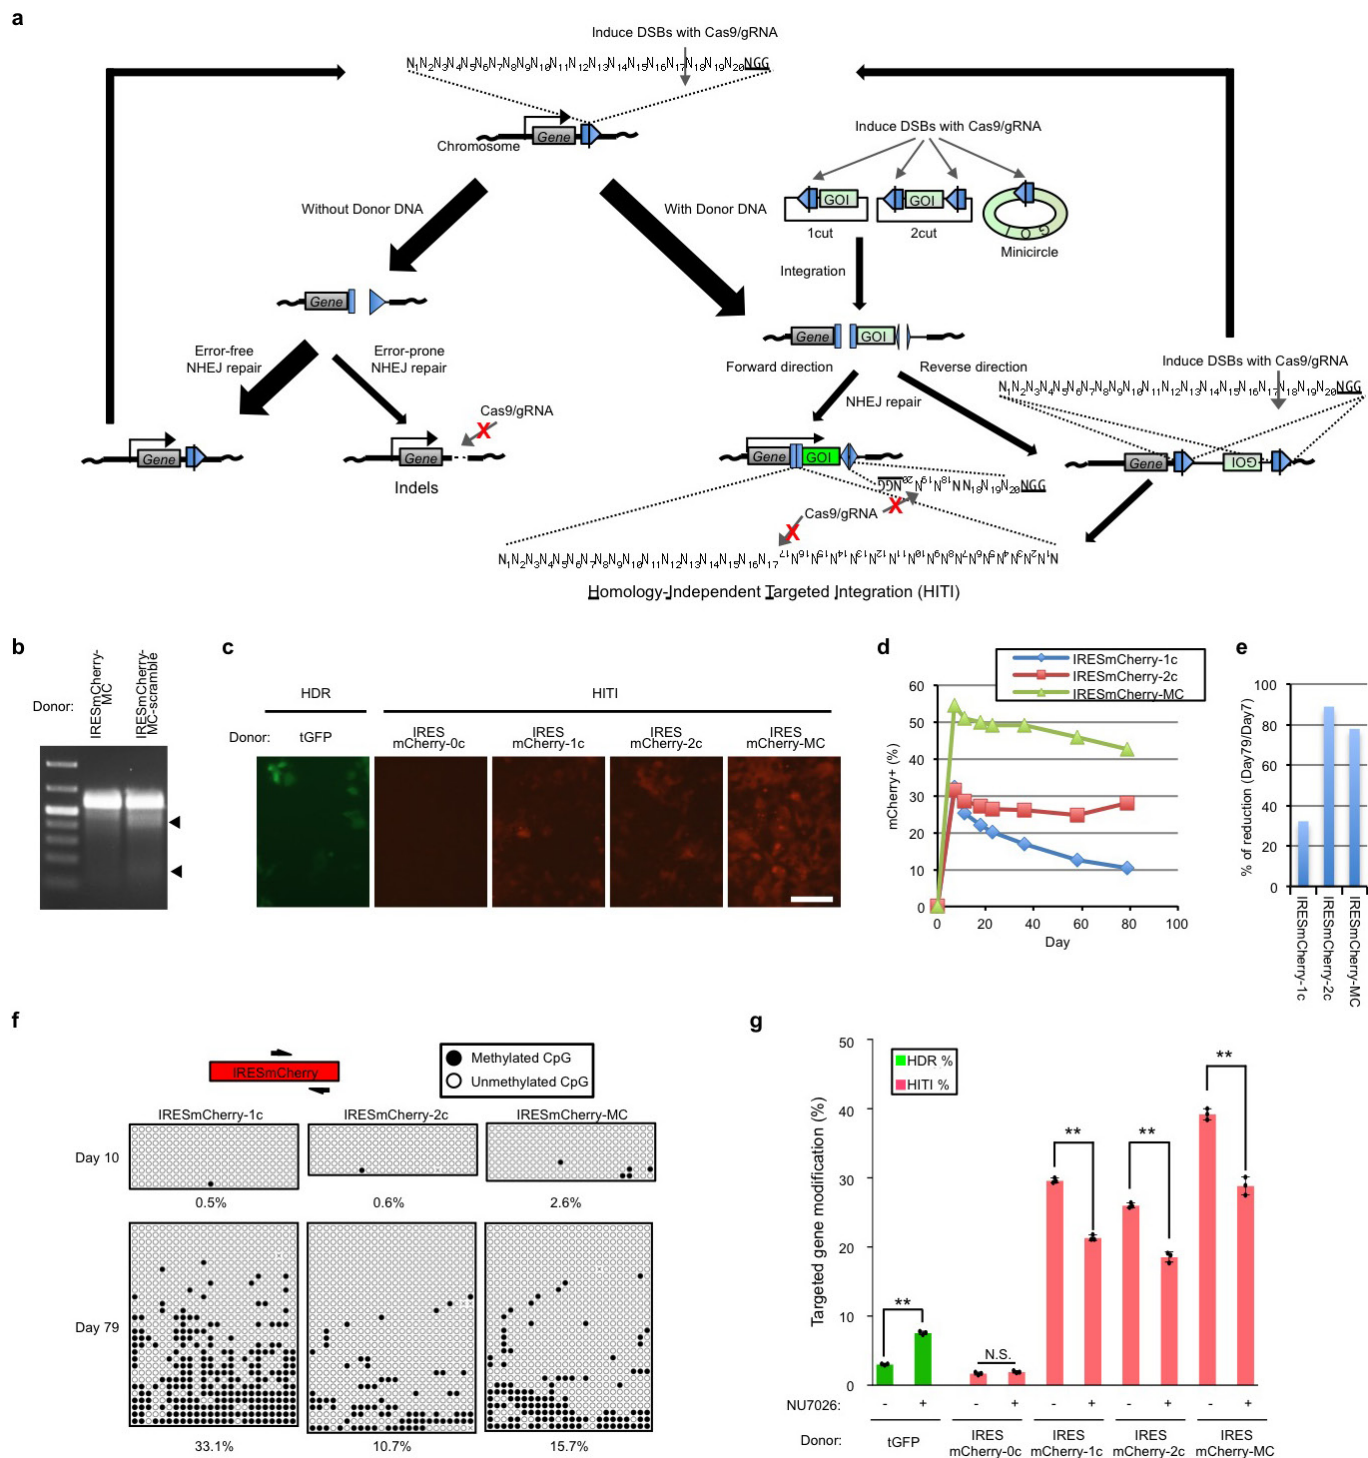 a
Induce DSBs with Cas9/gRNA
N1N2N3N4N5N6N7N8N9N10N11N12N13N14N15N16N17N18N19N20NGG
Gene
Chromosome
Induce DSBs with Cas9/gRNA
Without Donor DNA
With Donor DNA
GOI
GOI
GOI
1cut
2cut
Minicircle
Integration
Gene
Gene
GOI
Error-free
NHEJ repair
Error-prone
NHEJ repair
Forward direction
Reverse direction
NHEJ repair
Induce DSBs with Cas9/gRNA
N1N2N3N4N5N6N7N8N9N10N11N12N13N14N15N16N17N18N19N20NGG
Cas9/gRNA
X
Gene
Gene
Indels
Gene
GOI
Gene
GOI
GGNN20N19N18NN18N19N20NGG
Cas9/gRNA
X
X
N1N2N3N4N5N6N7N8N9N10N11N12N13N14N15N16N17N17N16N15N14N13N12N11N10N9N8N7N6N5N4N3N2N1
Homology-Independent Targeted Integration (HITI)
b
Donor:
IRESmCherry-
MC
IRESmCherry-
MC-scramble
c
HDR
HITI
Donor:
tGFP
IRES
mCherry-0c
IRES
mCherry-1c
IRES
mCherry-2c
IRES
mCherry-MC
d
IRESmCherry-1c
IRESmCherry-2c
IRESmCherry-MC
mCherry+ (%)
60
50
40
30
20
10
0
0
20
40
60
80
100
Day
e
% of reduction (Day79/Day7)
100
80
60
40
20
0
IRESmCherry-1c
IRESmCherry-2c
IRESmCherry-MC
f
IRESmCherry
Methylated CpG
Unmethylated CpG
IRESmCherry-1c
IRESmCherry-2c
IRESmCherry-MC
Day 10
0.5%
0.6%
2.6%
Day 79
33.1%
10.7%
15.7%
g
Targeted gene modification (%)
50
40
30
20
10
0
HDR %
HITI %
**
N.S.
**
**
**
NU7026:
- + - + - + - + - +
Donor:
tGFP
IRES
mCherry-0c
IRES
mCherry-1c
IRES
mCherry-2c
IRES
mCherry-MC